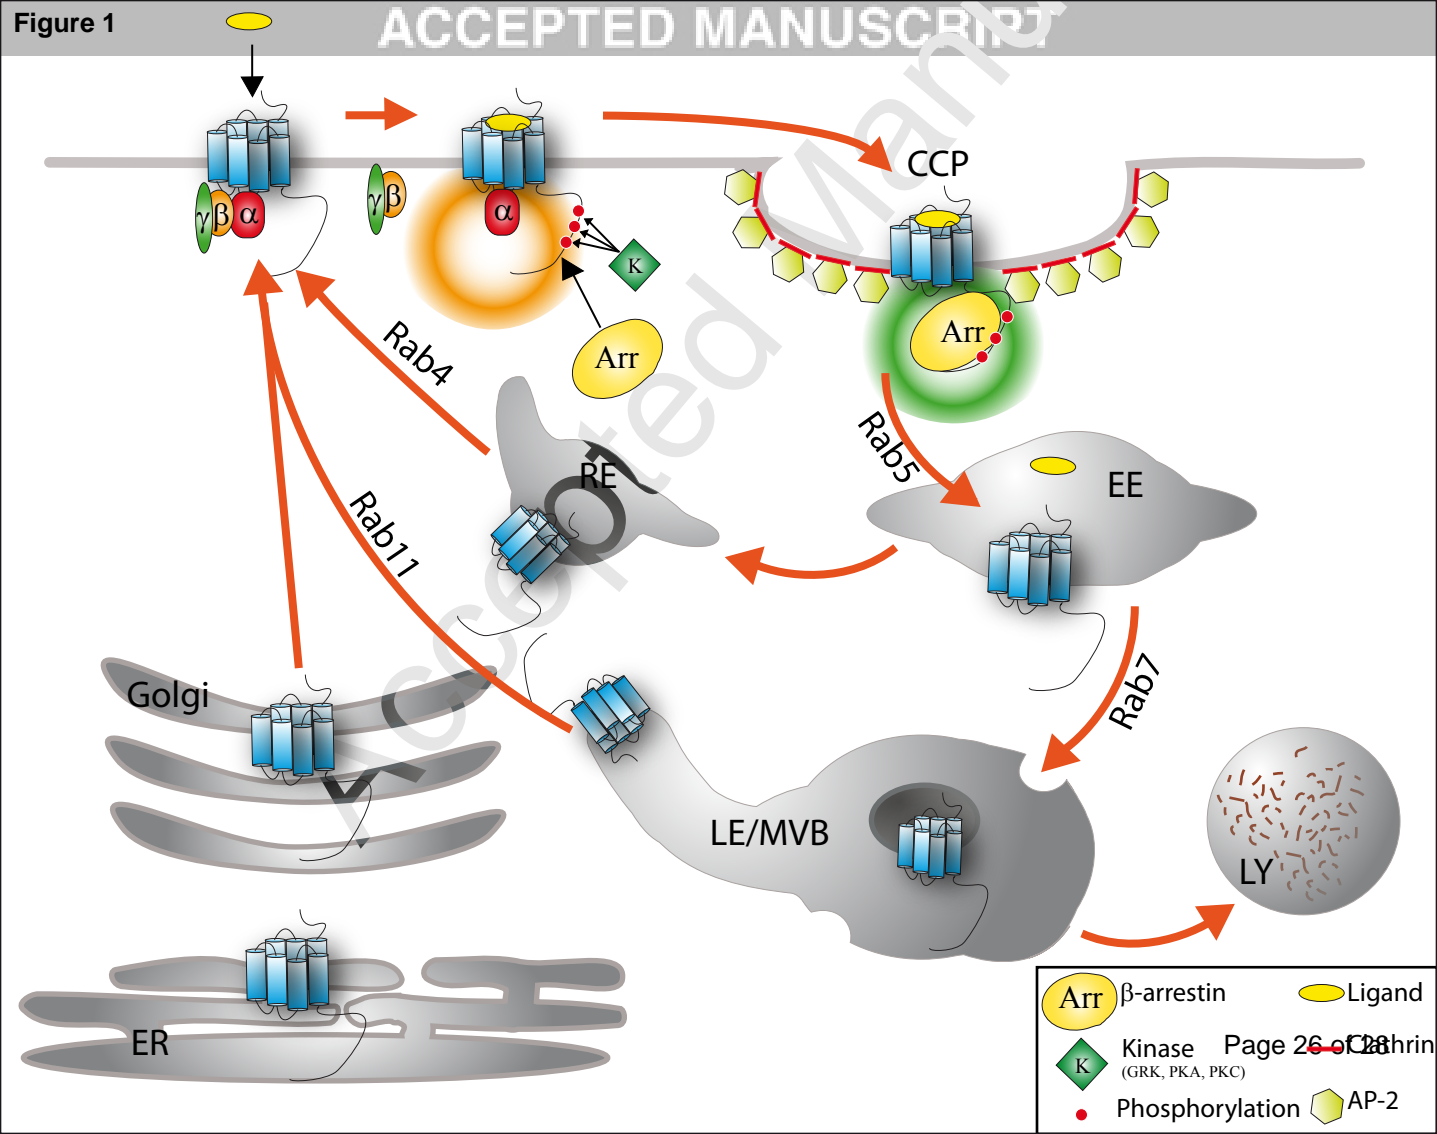 Figure 1
ACCEPTED MANUSCRIPT
Accepted Manu
CCP
γ β α
γ β
α
K
Arr
Arr
Rab4
Rab5
RE
EE
Rab11
Rab7
Golgi
LE/MVB
LY
ER
Arr β-arrestin
Ligand
K Kinase
(GRK, PKA, PKC)
Clathrin
Page 26 of 28
Phosphorylation
AP-2